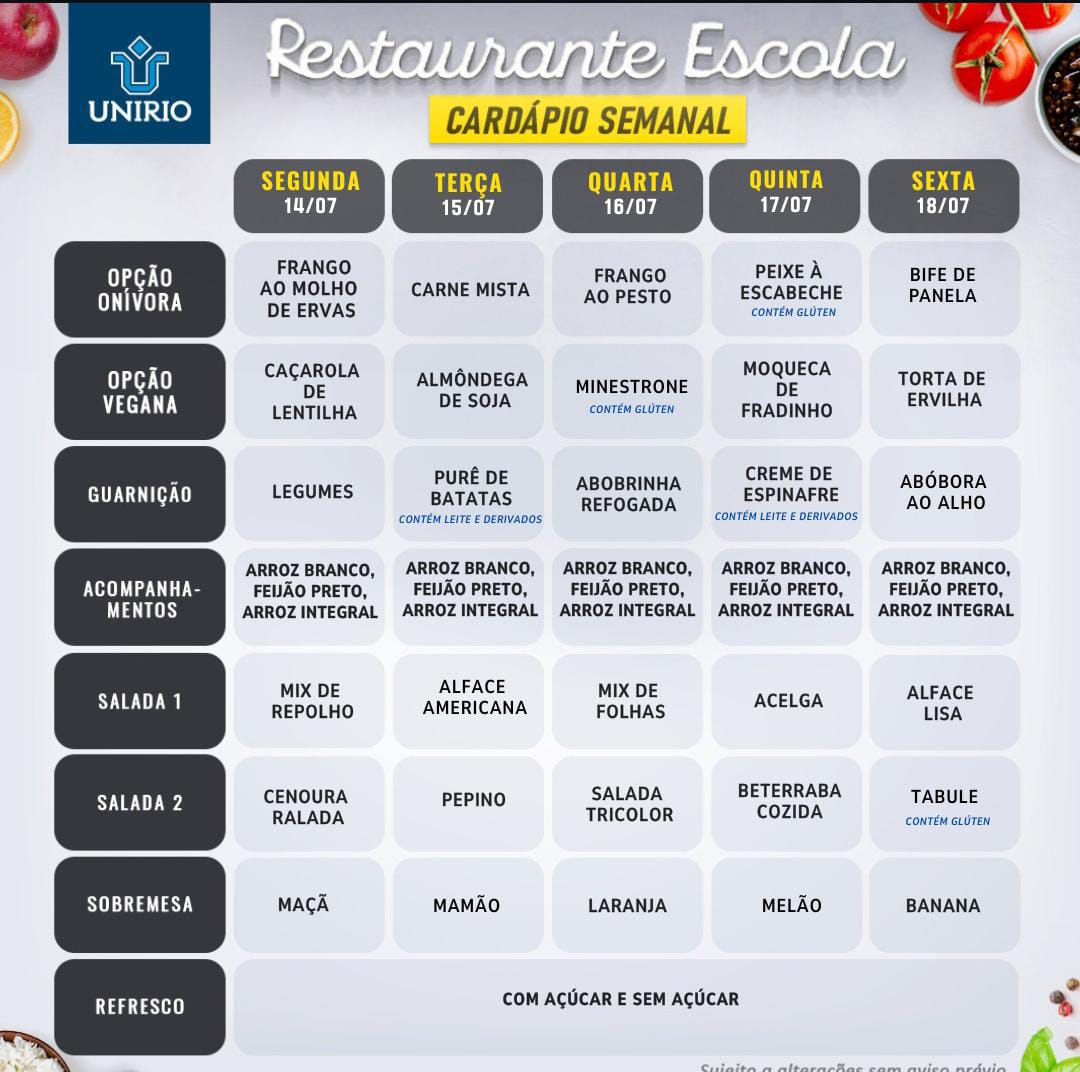 UNIRIO
Restaurante Escola
CARDÁPIO SEMANAL
SEGUNDA
14/07
TERÇA
15/07
QUARTA
16/07
QUINTA
17/07
SEXTA
18/07
OPÇÃO
ONÍVORA
FRANGO
AO MOLHO
DE ERVAS
CARNE MISTA
FRANGO
AO PESTO
PEIXE À
ESCABECHE
CONTÉM GLÚTEN
BIFE DE
PANELA
OPÇÃO
VEGANA
CAÇAROLA
DE
LENTILHA
ALMÔNDEGA
DE SOJA
MINESTRONE
CONTÉM GLÚTEN
MOQUECA
DE
FRADINHO
TORTA DE
ERVILHA
GUARNIÇÃO
LEGUMES
PURÊ DE
BATATAS
CONTÉM LEITE E DERIVADOS
ABOBRINHA
REFOGADA
CREME DE
ESPINAFRE
CONTÉM LEITE E DERIVADOS
ABÓBORA
AO ALHO
ACOMPANHA-
MENTOS
ARROZ BRANCO,
FEIJÃO PRETO,
ARROZ INTEGRAL
ARROZ BRANCO,
FEIJÃO PRETO,
ARROZ INTEGRAL
ARROZ BRANCO,
FEIJÃO PRETO,
ARROZ INTEGRAL
ARROZ BRANCO,
FEIJÃO PRETO,
ARROZ INTEGRAL
ARROZ BRANCO,
FEIJÃO PRETO,
ARROZ INTEGRAL
SALADA 1
MIX DE
REPOLHO
ALFACE
AMERICANA
MIX DE
FOLHAS
ACELGA
ALFACE
LISA
SALADA 2
CENOURA
RALADA
PEPINO
SALADA
TRICOLOR
BETERRABA
COZIDA
TABULE
CONTÉM GLÚTEN
SOBREMESA
MAÇÃ
MAMÃO
LARANJA
MELÃO
BANANA
REFRESCO
COM AÇÚCAR E SEM AÇÚCAR
Sujeito a alterações sem aviso prévio